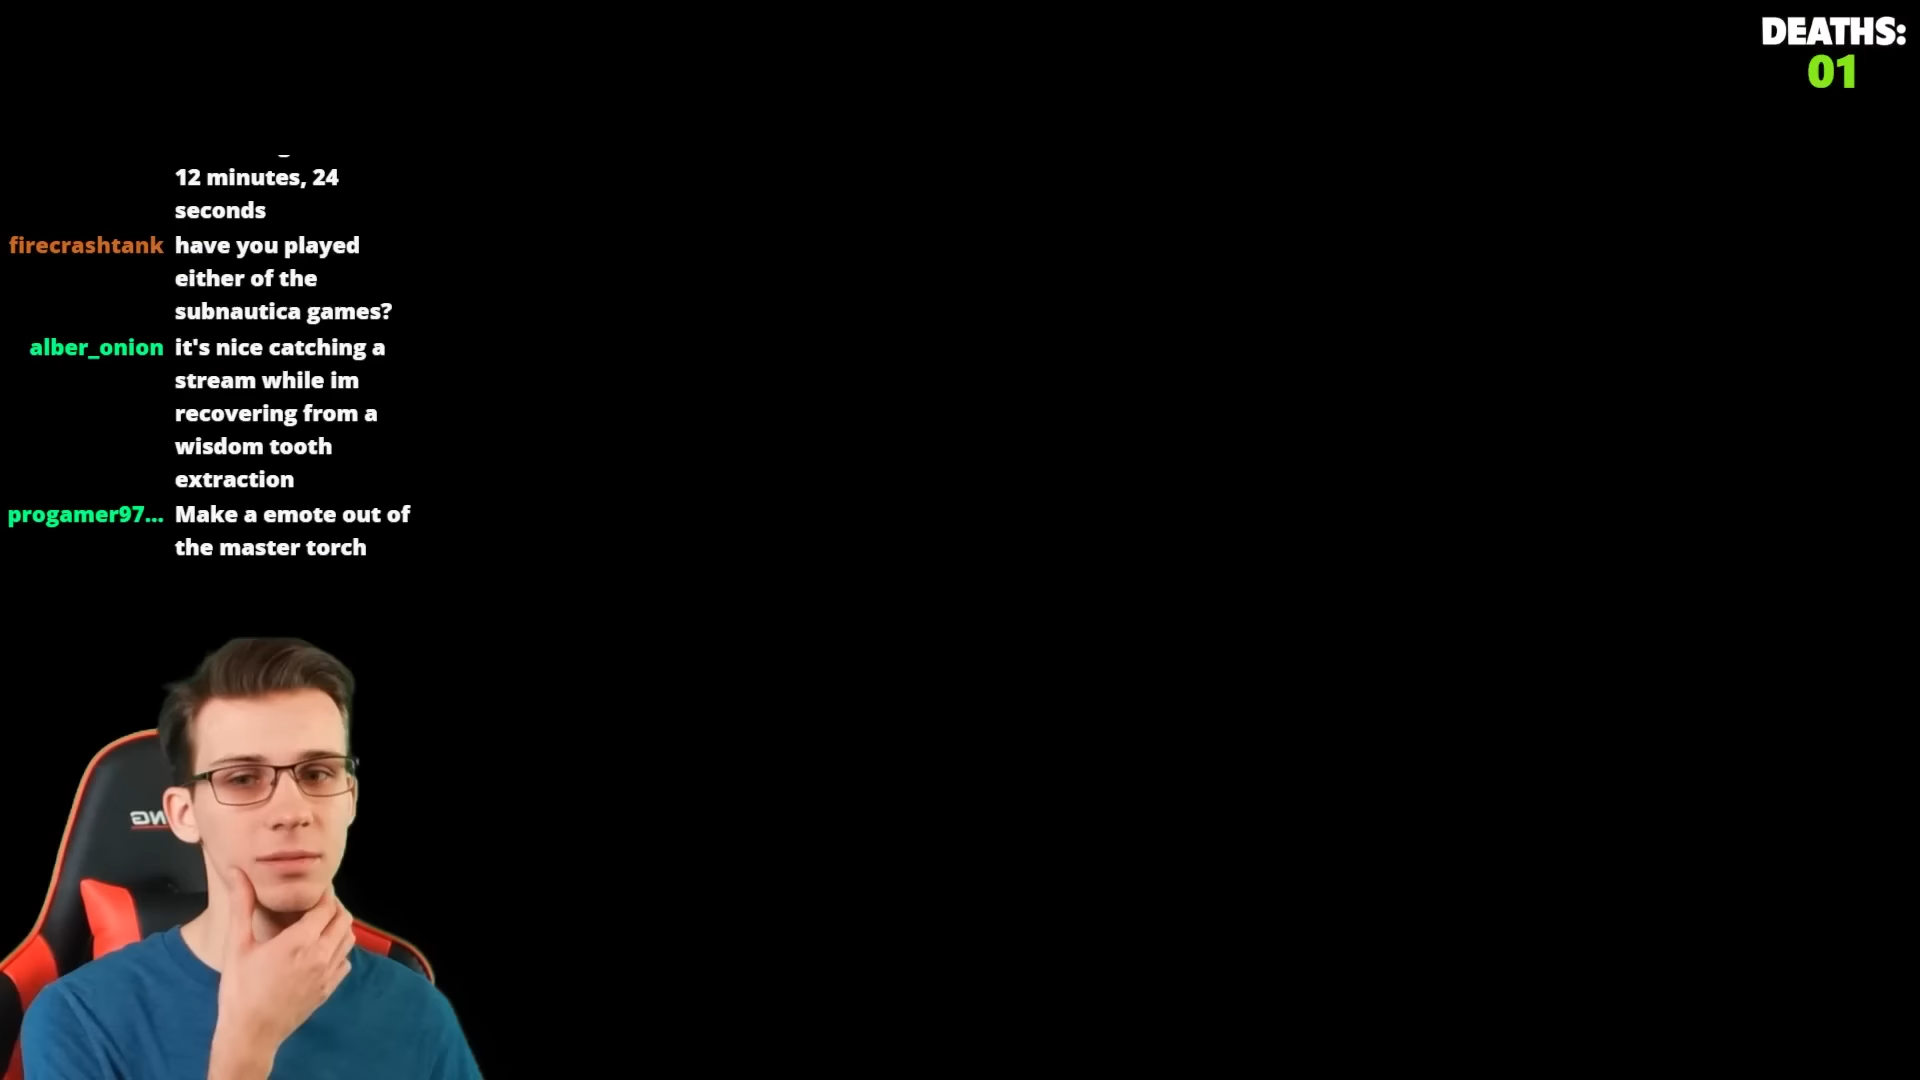 DEATHS:
01
12 minutes, 24
seconds
firecrashtank have you played
either of the
subnautica games?
alber_onion it's nice catching a
stream while im
recovering from a
wisdom tooth
extraction
progamer97... Make a emote out of
the master torch